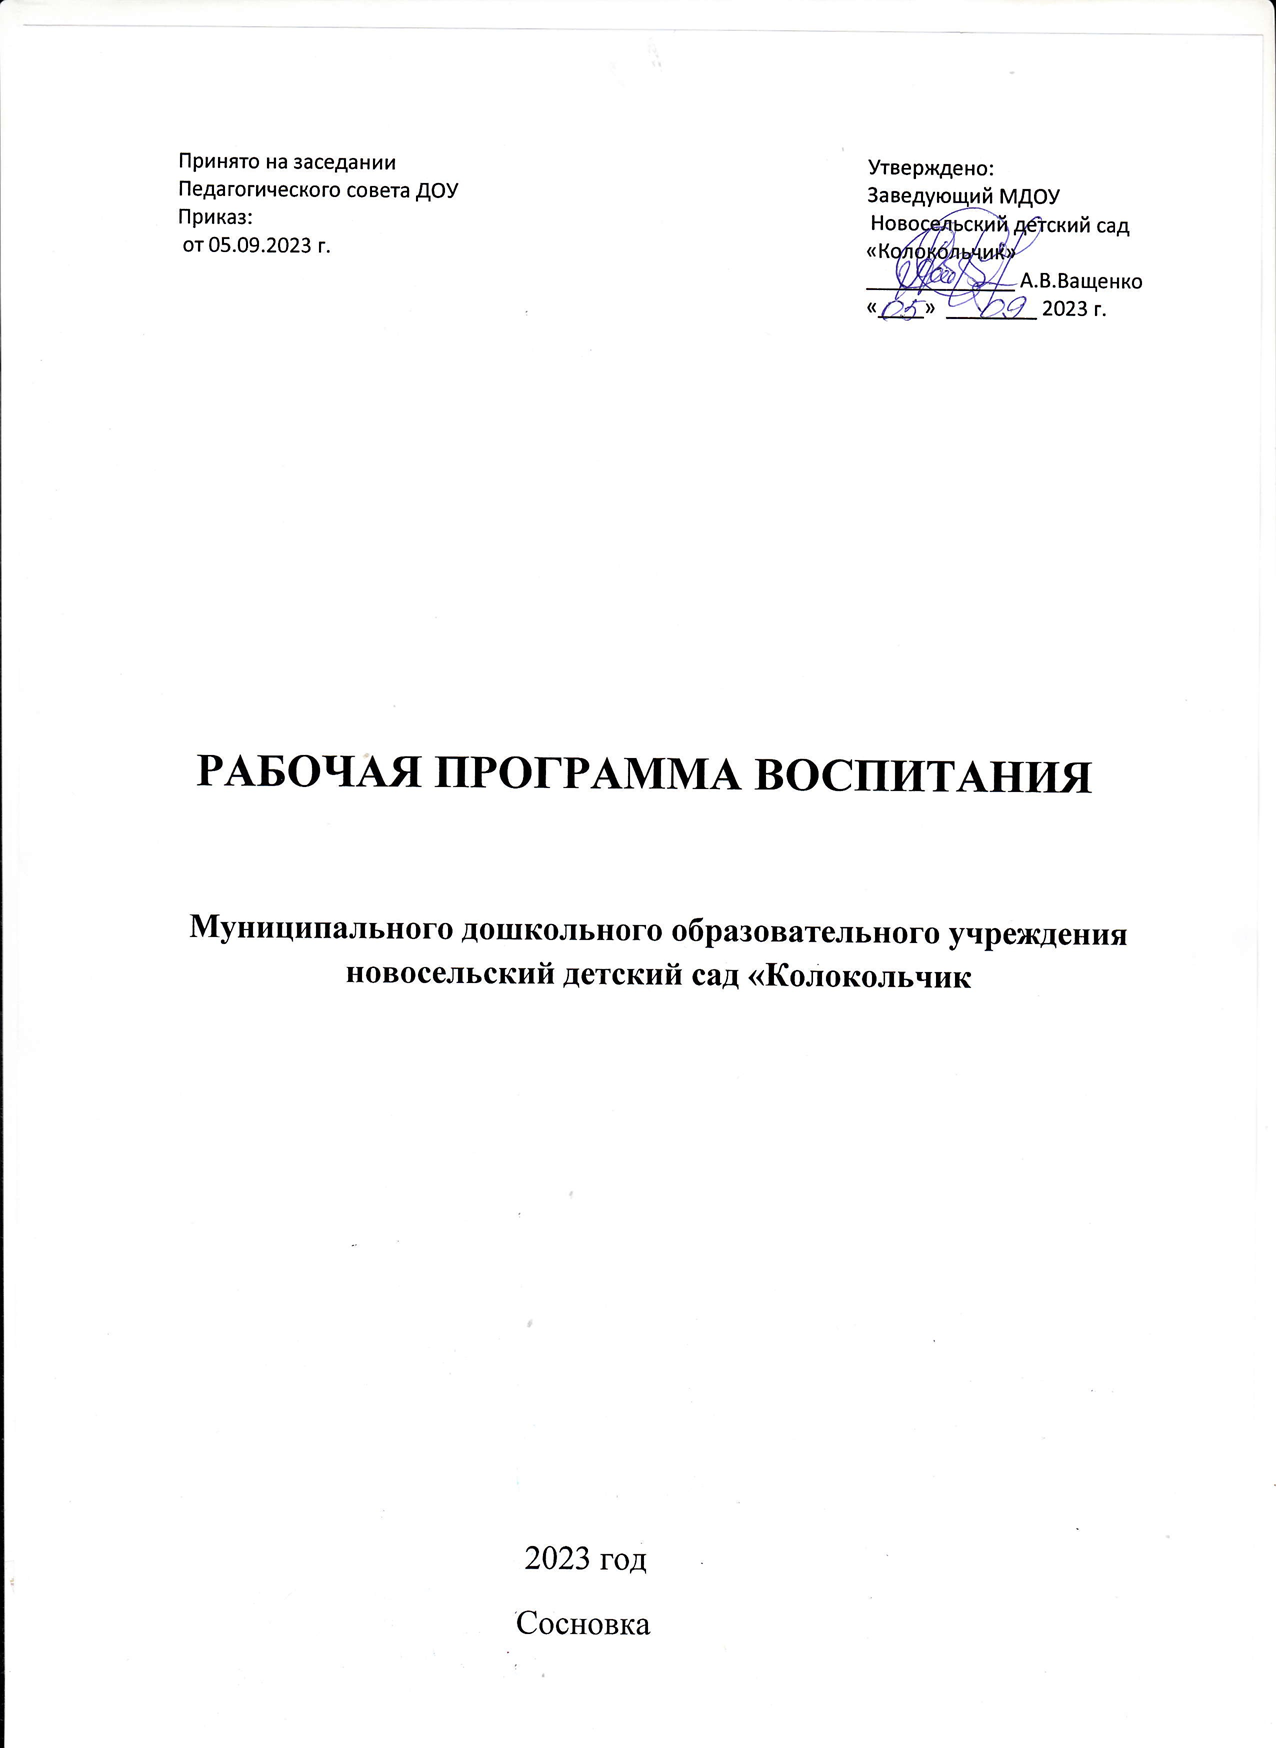 Принято на заседании
Педагогического совета ДОУ
Приказ:
от 05.09.2023 г.
Утверждено:
Заведующий МДОУ
Новосельский детский сад
«Колокольчик»
______________ А.В.Ващенко
«05» 09 2023 г.
РАБОЧАЯ ПРОГРАММА ВОСПИТАНИЯ
Муниципального дошкольного образовательного учреждения
новосельский детский сад «Колокольчик
2023 год
Сосновка